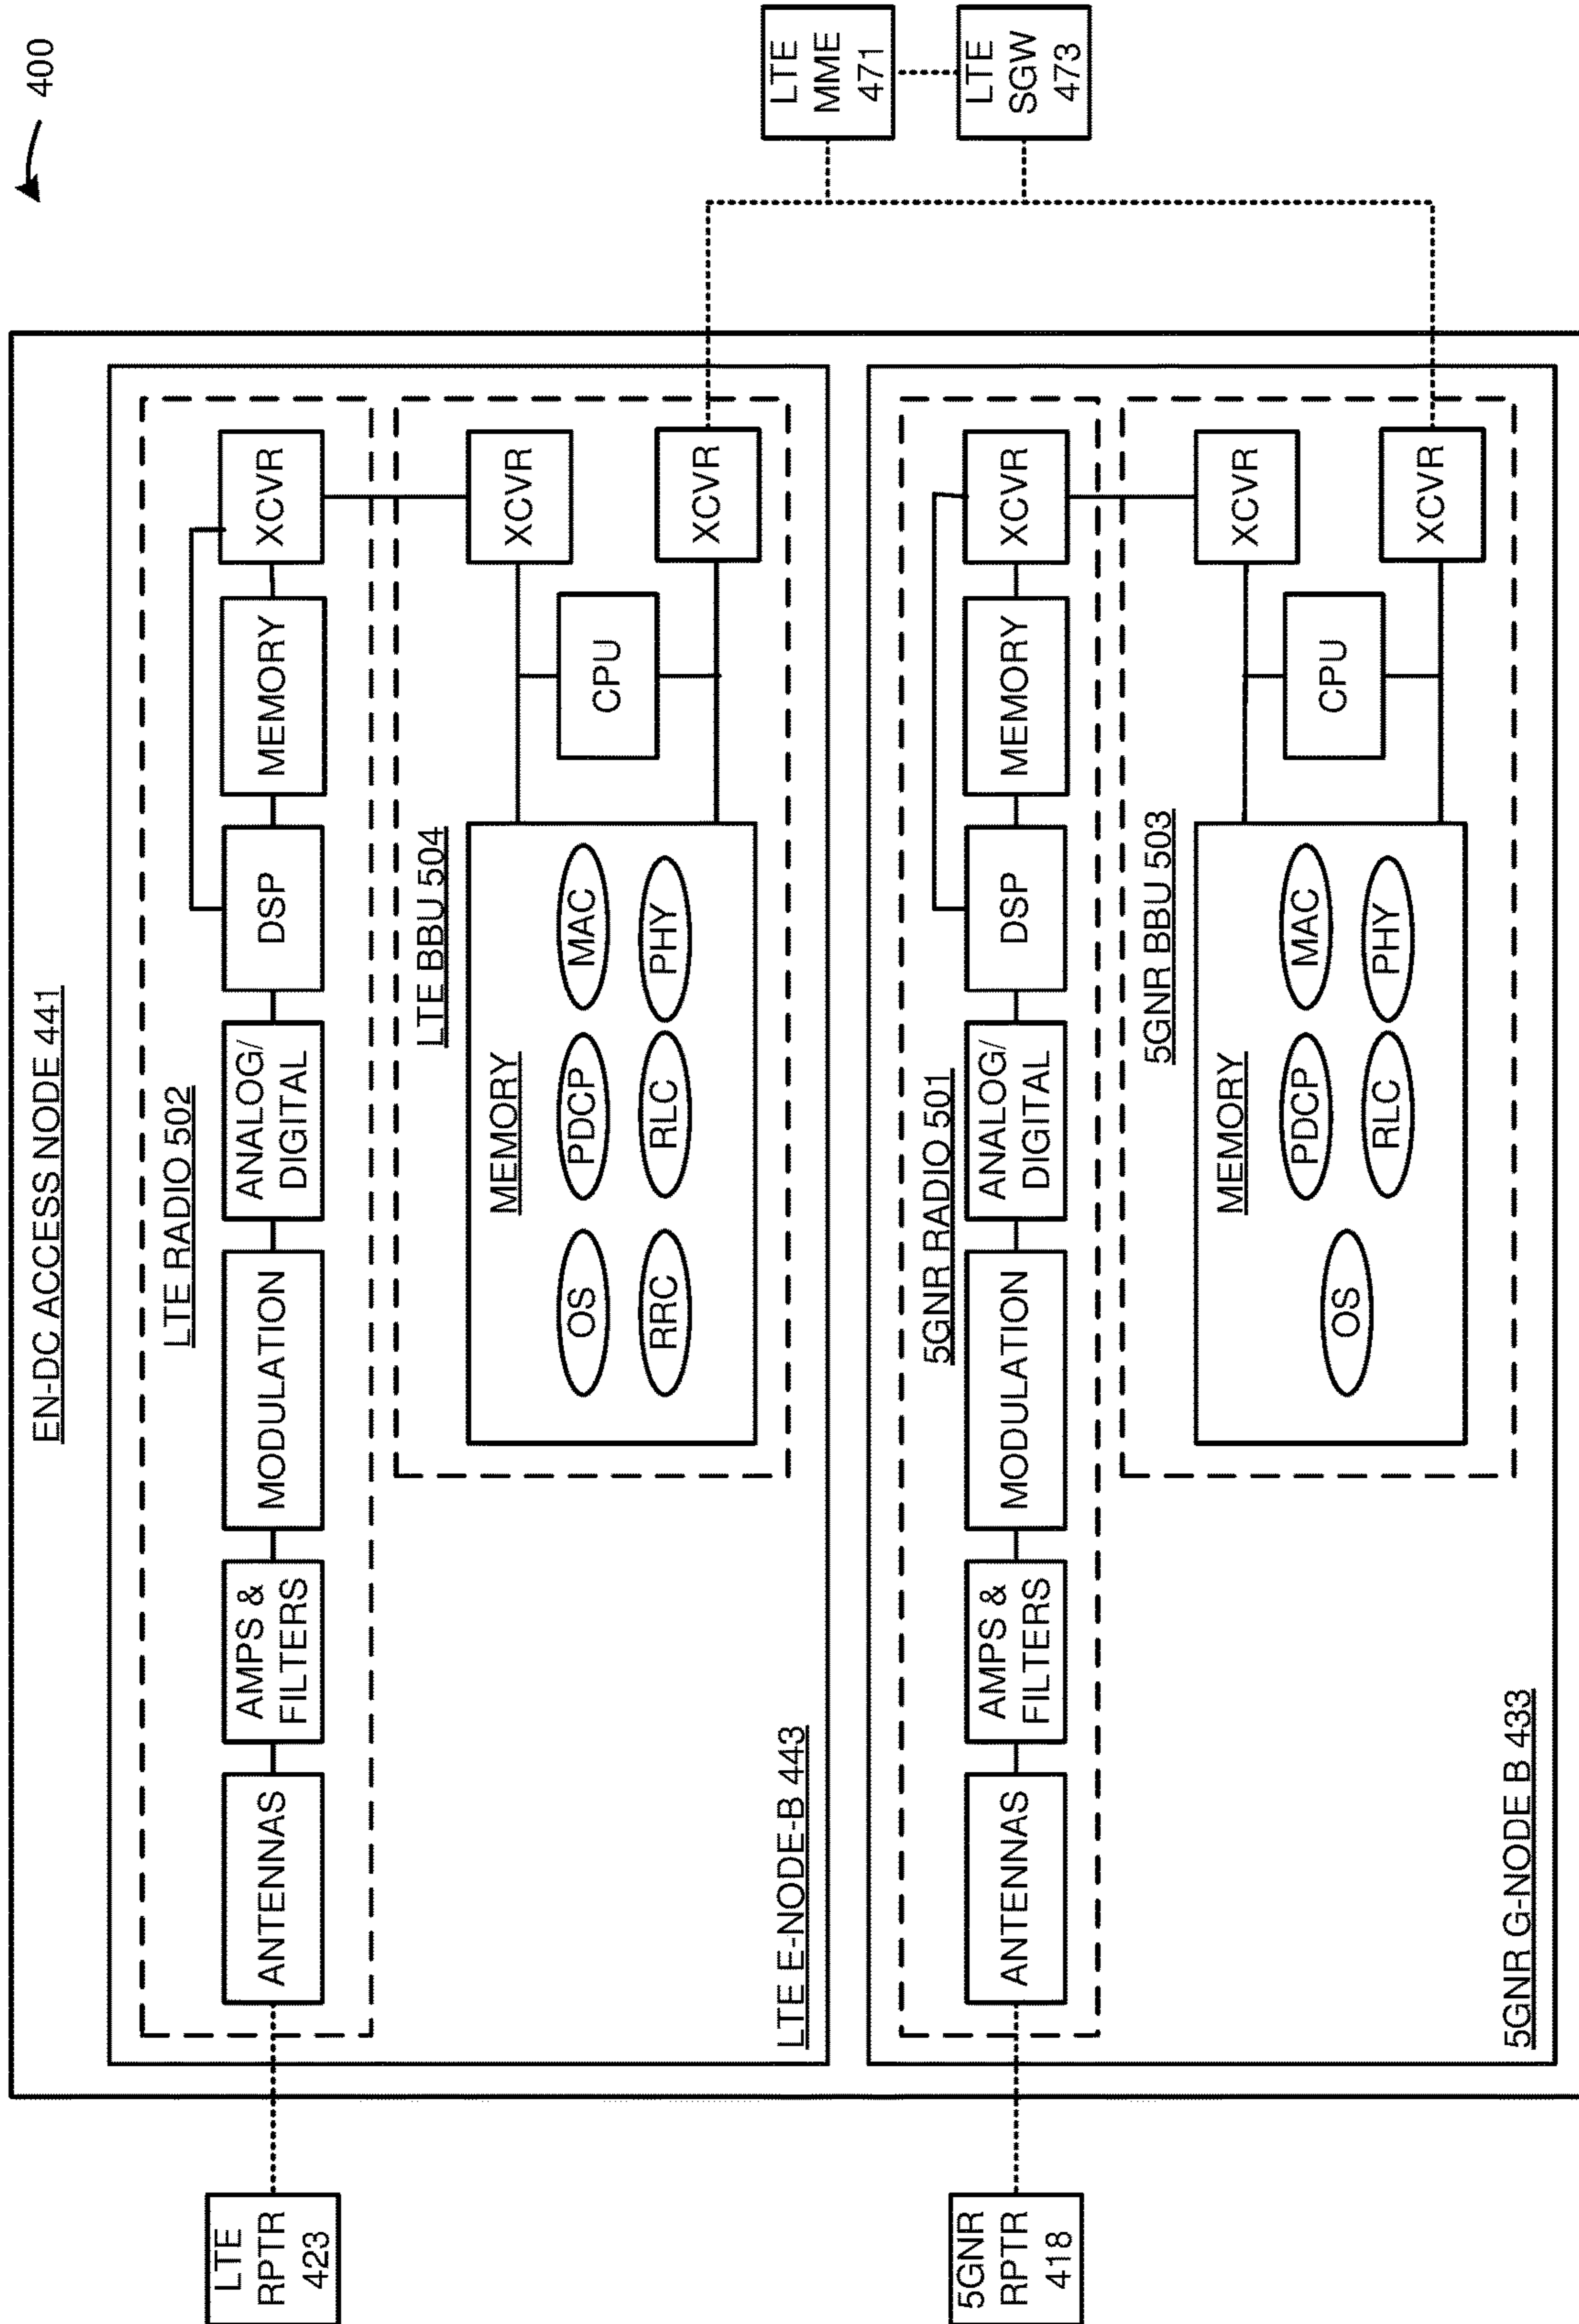 400
EN-DC ACCESS NODE 441
LTE RADIO 502
LTE
RPTR
423
ANTENNAS
AMPS &
FILTERS
MODULATION
ANALOG/
DIGITAL
DSP
MEMORY
XCVR
LTE BBU 504
MEMORY
OS
PDCP
MAC
RRC
RLC
PHY
CPU
XCVR
XCVR
LTE E-NODE-B 443
LTE
MME
471
LTE
SGW
473
5GNR RADIO 501
5GNR
RPTR
418
ANTENNAS
AMPS &
FILTERS
MODULATION
ANALOG/
DIGITAL
DSP
MEMORY
XCVR
5GNR BBU 503
MEMORY
OS
PDCP
MAC
RLC
PHY
CPU
XCVR
XCVR
5GNR G-NODE B 433